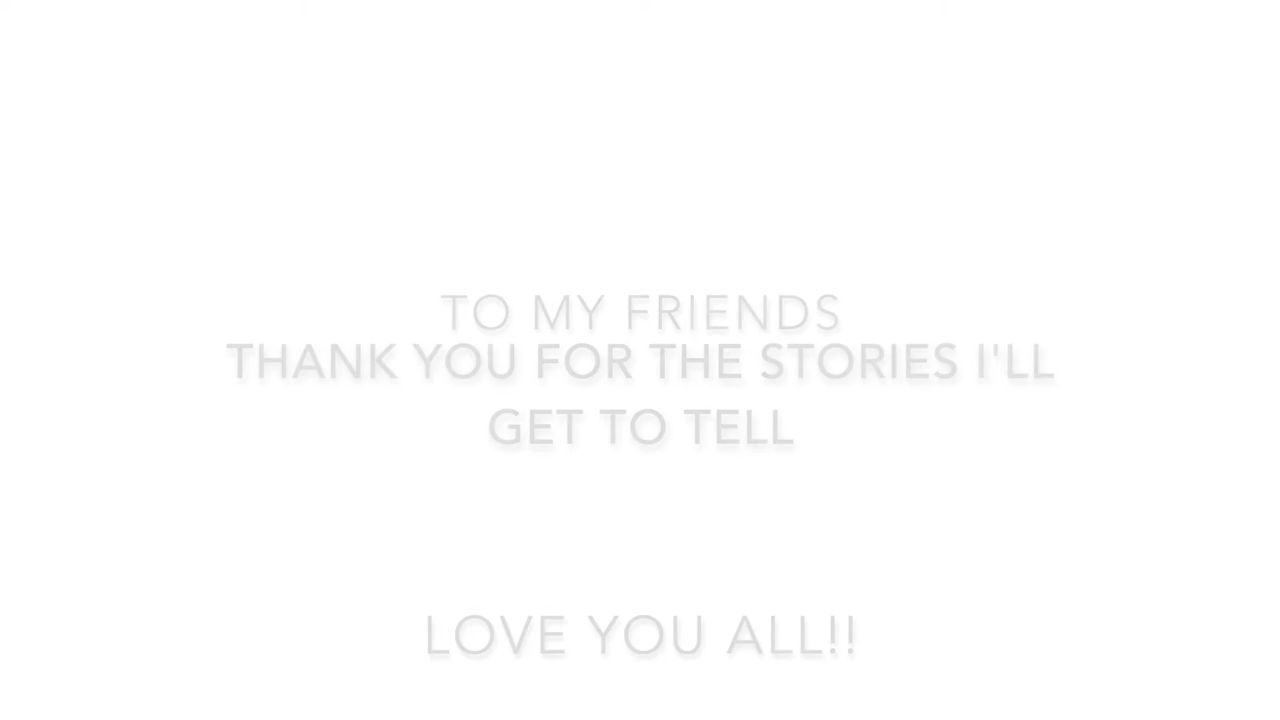 TO MY FRIENDS
THANK YOU FOR THE STORIES I'LL
GET TO TELL
LOVE YOU ALL!!